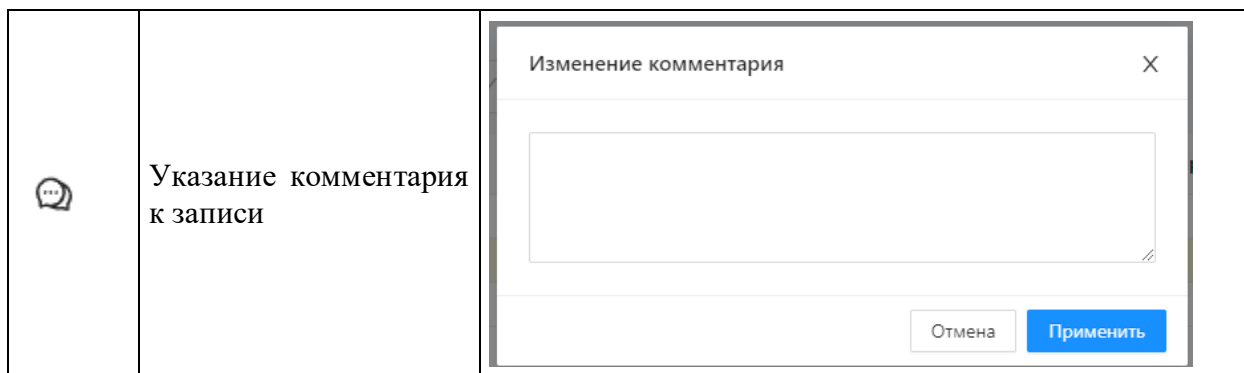 Изменение комментария
Указание комментария
к записи
Отмена
Применить